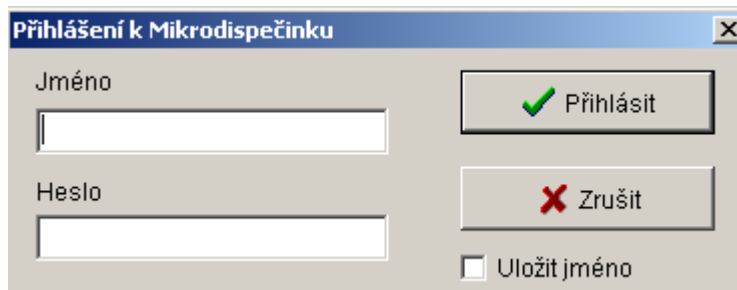 Přihlášení k Mikrodispečinku
Jméno
Přihlásit
Heslo
Zrušit
Uložit jméno